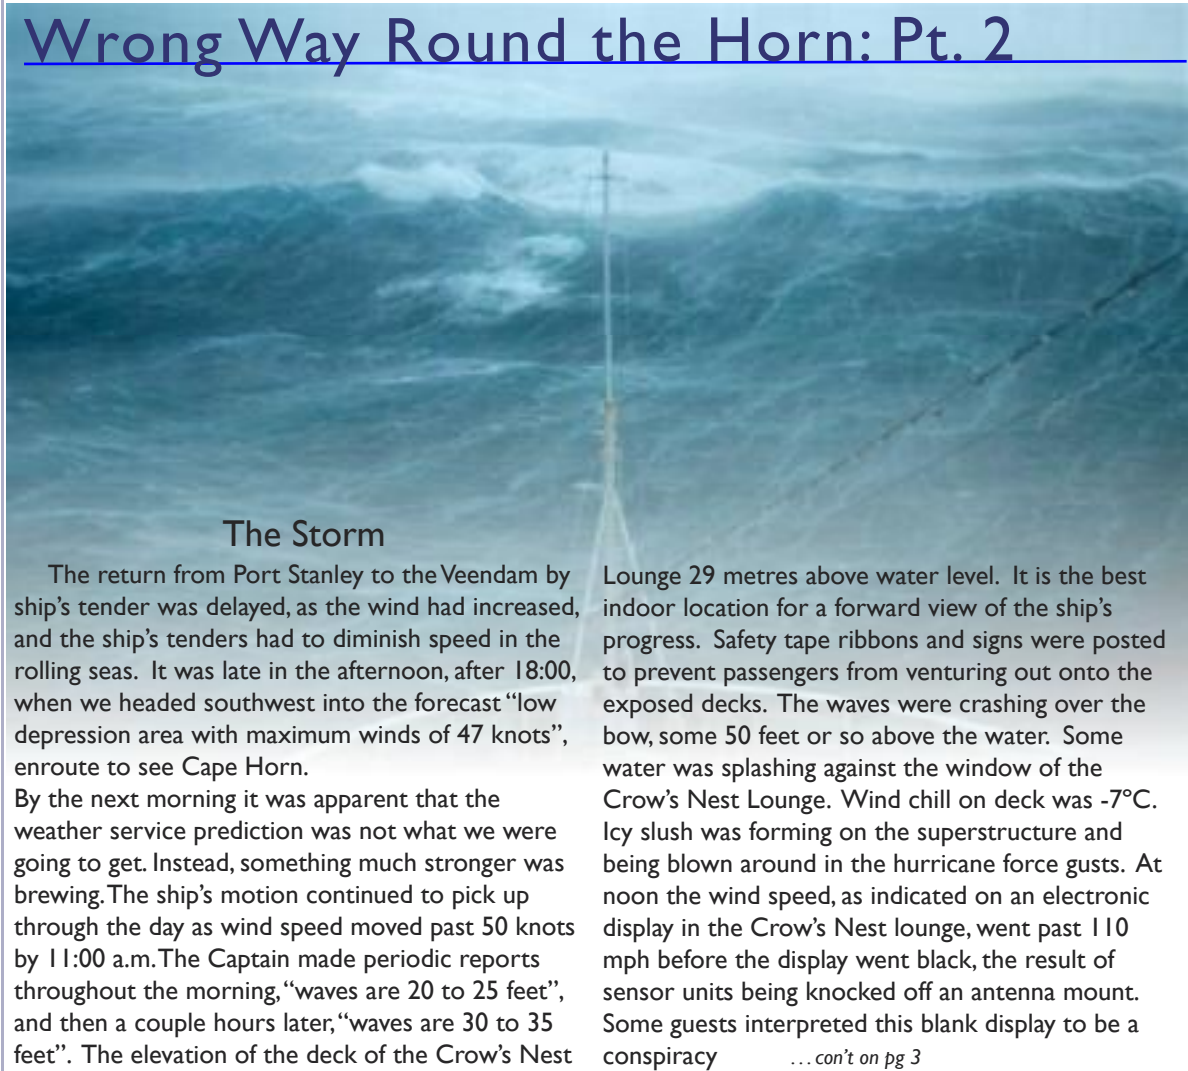 Wrong Way Round the Horn: Pt. 2
The Storm
The return from Port Stanley to the Veendam by
ship's tender was delayed, as the wind had increased,
and the ship's tenders had to diminish speed in the
rolling seas. It was late in the afternoon, after 18:00,
when we headed southwest into the forecast “low
depression area with maximum winds of 47 knots”,
enroute to see Cape Horn.
By the next morning it was apparent that the
weather service prediction was not what we were
going to get. Instead, something much stronger was
brewing. The ship's motion continued to pick up
through the day as wind speed moved past 50 knots
by 11:00 a.m. The Captain made periodic reports
throughout the morning, “waves are 20 to 25 feet”,
and then a couple hours later, “waves are 30 to 35
feet”. The elevation of the deck of the Crow's Nest
Lounge 29 metres above water level. It is the best
indoor location for a forward view of the ship's
progress. Safety tape ribbons and signs were posted
to prevent passengers from venturing out onto the
exposed decks. The waves were crashing over the
bow, some 50 feet or so above the water. Some
water was splashing against the window of the
Crow's Nest Lounge. Wind chill on deck was -7ºC.
Icy slush was forming on the superstructure and
being blown around in the hurricane force gusts. At
noon the wind speed, as indicated on an electronic
display in the Crow's Nest lounge, went past 110
mph before the display went black, the result of
sensor units being knocked off an antenna mount.
Some guests interpreted this blank display to be a
conspiracy …con't on pg 3